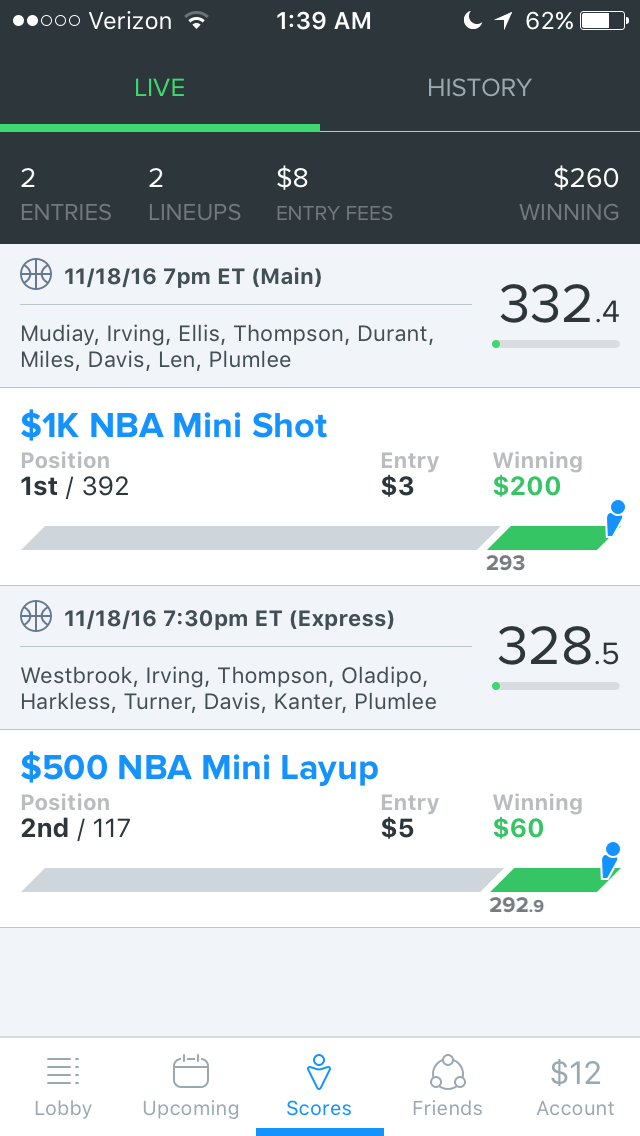 Verizon 1:39 AM 62%
LIVE HISTORY
2 2 $8 $260
ENTRIES LINEUPS ENTRY FEES WINNING
11/18/16 7pm ET (Main)
332.4
Mudiay, Irving, Ellis, Thompson, Durant,
Miles, Davis, Len, Plumlee
$1K NBA Mini Shot
Position Entry Winning
1st / 392 $3 $200
293
11/18/16 7:30pm ET (Express)
328.5
Westbrook, Irving, Thompson, Oladipo,
Harkless, Turner, Davis, Kanter, Plumlee
$500 NBA Mini Layup
Position Entry Winning
2nd / 117 $5 $60
292.9
$12
Lobby Upcoming Scores Friends Account